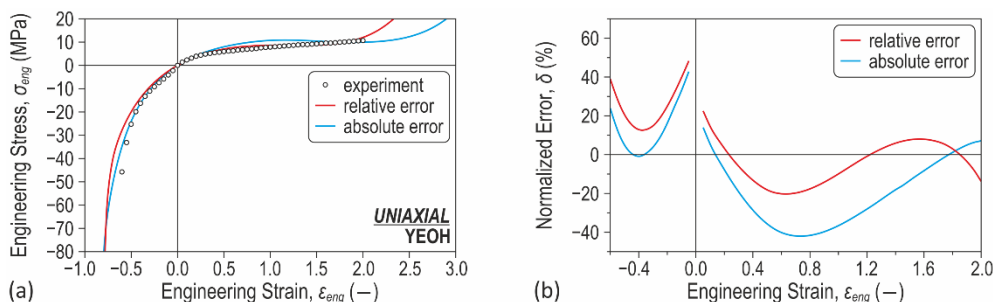 20
10
0
-10
-20
-30
-40
-50
-60
-70
-80
Engineering Stress, σeng (MPa)
experiment
relative error
absolute error
UNIAXIAL
YEOH
-1.0 -0.5 0.0 0.5 1.0 1.5 2.0 2.5 3.0
(a)
Engineering Strain, εeng (—)
60
40
20
0
-20
-40
Normalized Error, δ (%)
relative error
absolute error
-0.4 0.0 0.4 0.8 1.2 1.6 2.0
(b)
Engineering Strain, εeng (—)